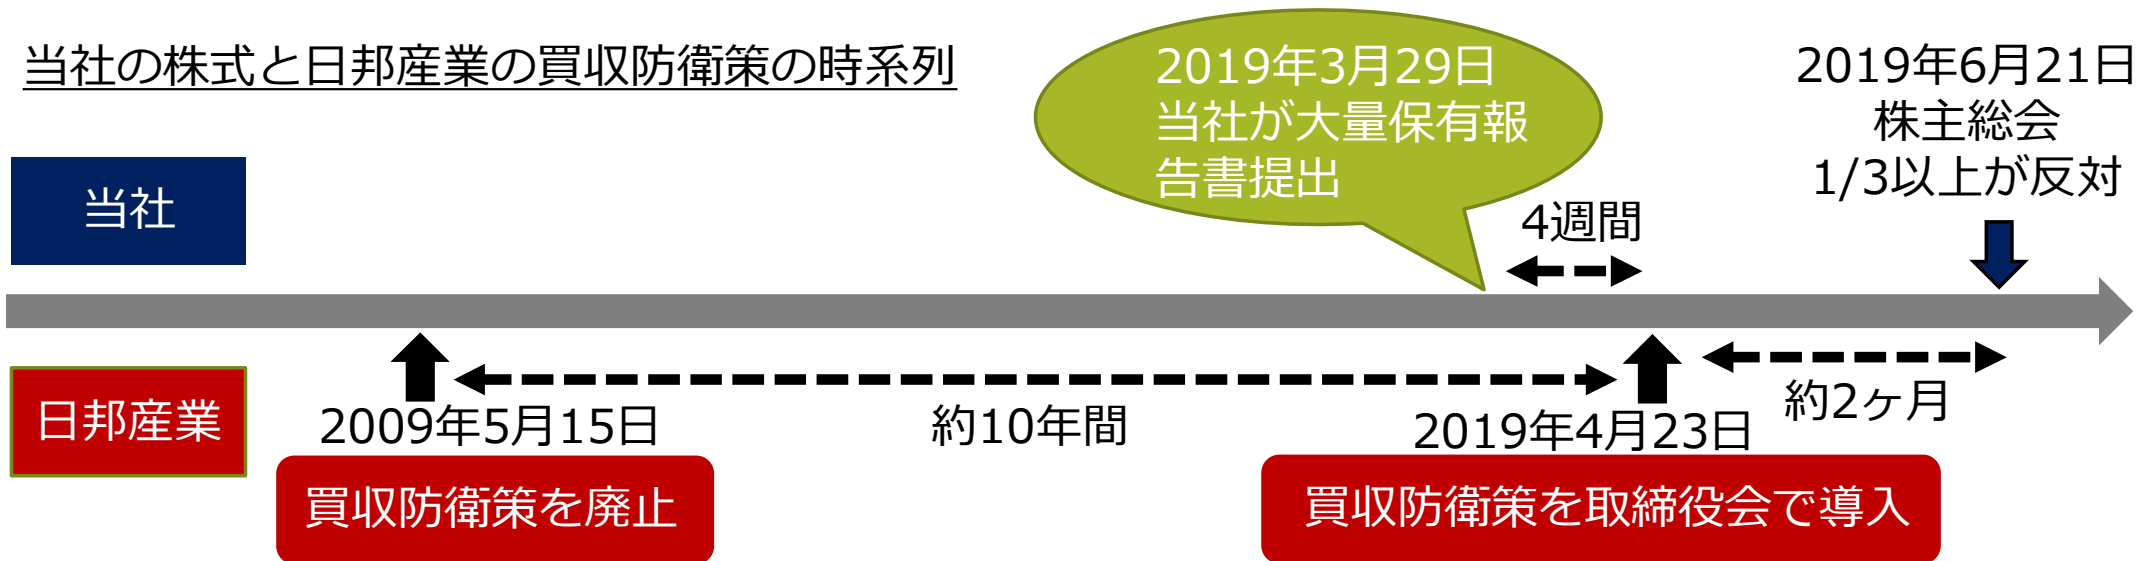 当社の株式と日邦産業の買収防衛策の時系列
2019年3月29日
当社が大量保有報
告書提出
2019年6月21日
株主総会
1/3以上が反対
当社
4週間
日邦産業
2009年5月15日
約10年間
2019年4月23日
約2ヶ月
買収防衛策を廃止
買収防衛策を取締役会で導入